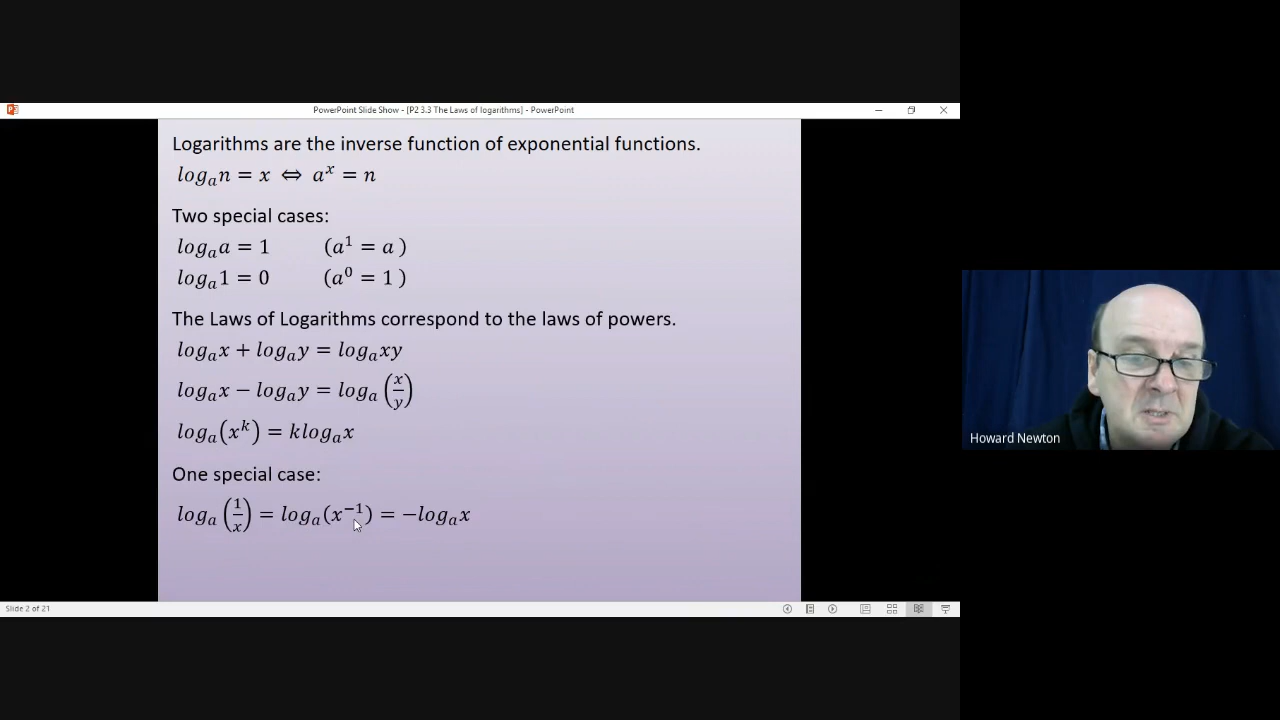 PowerPoint Slide Show - [P2 3.3 The Laws of logarithms] - PowerPoint
Logarithms are the inverse function of exponential functions.
logₐn = x ⇔ aˣ = n
Two special cases:
logₐa = 1 (a¹ = a )
logₐ1 = 0 (a⁰ = 1 )
The Laws of Logarithms correspond to the laws of powers.
logₐx + logₐy = logₐxy
logₐx − logₐy = logₐ(x/y)
logₐ(xᵏ) = klogₐx
One special case:
logₐ(1/x) = logₐ(x⁻¹) = −logₐx
Slide 2 of 21
Howard Newton